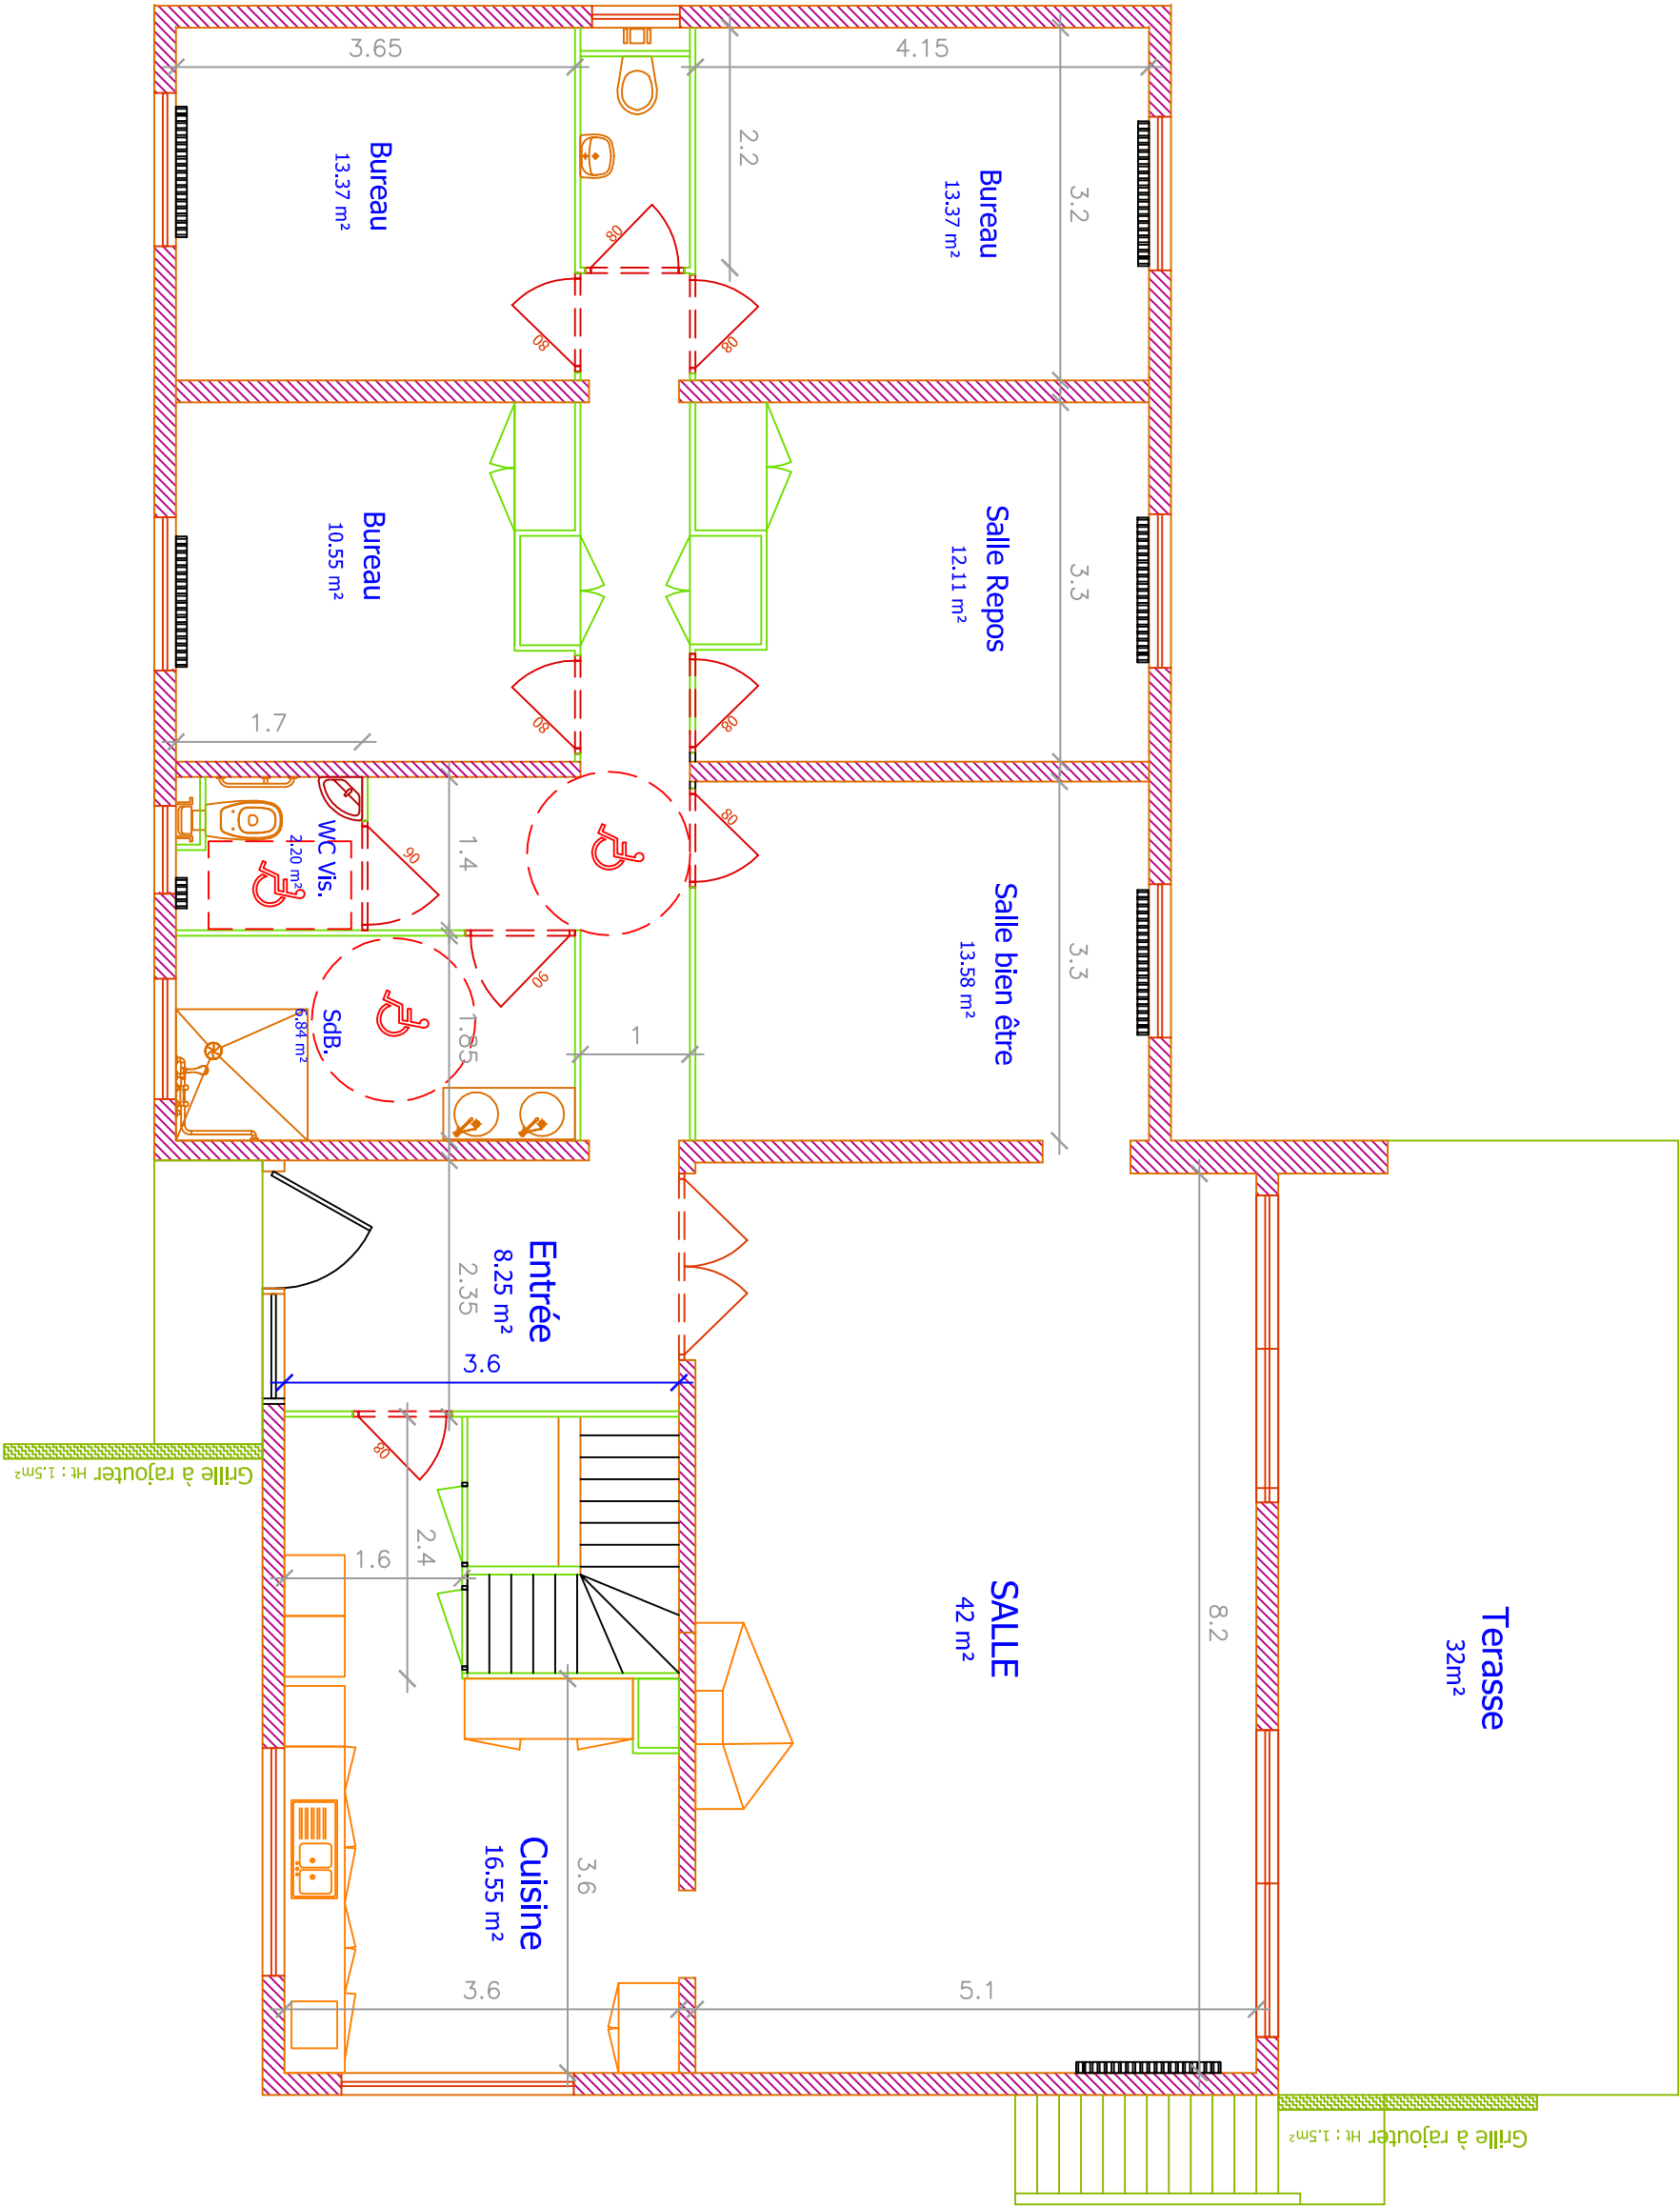 3.65
4.15
2.2
3.2
Bureau
13.37 m²
Bureau
13.37 m²
80
80
80
Bureau
10.55 m²
Salle Repos
12.11 m²
3.3
1.7
80
80
WC Vis.
2.20 m²
90
1.4
80
Salle bien être
13.58 m²
3.3
SdB.
6.84 m²
90
1.85
1
Entrée
8.25 m²
2.35
3.6
80
Grille à rajouter Ht : 1.5m²
1.6
2.4
SALLE
42 m²
8.2
Terasse
32m²
Cuisine
16.55 m²
3.6
3.6
5.1
Grille à rajouter Ht : 1.5m²